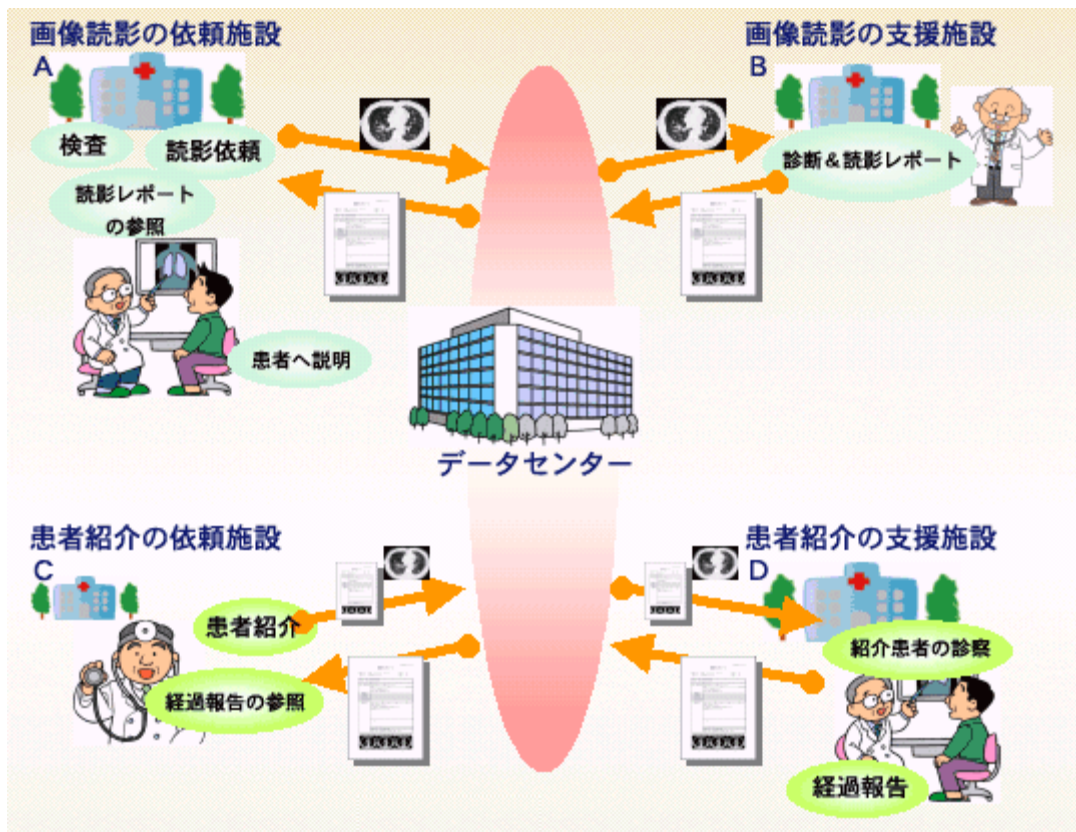 画像読影の依頼施設
A
検査
読影依頼
読影レポート
の参照
患者へ説明
画像読影の支援施設
B
診断&読影レポート
データセンター
患者紹介の依頼施設
C
患者紹介
経過報告の参照
患者紹介の支援施設
D
紹介患者の診察
経過報告